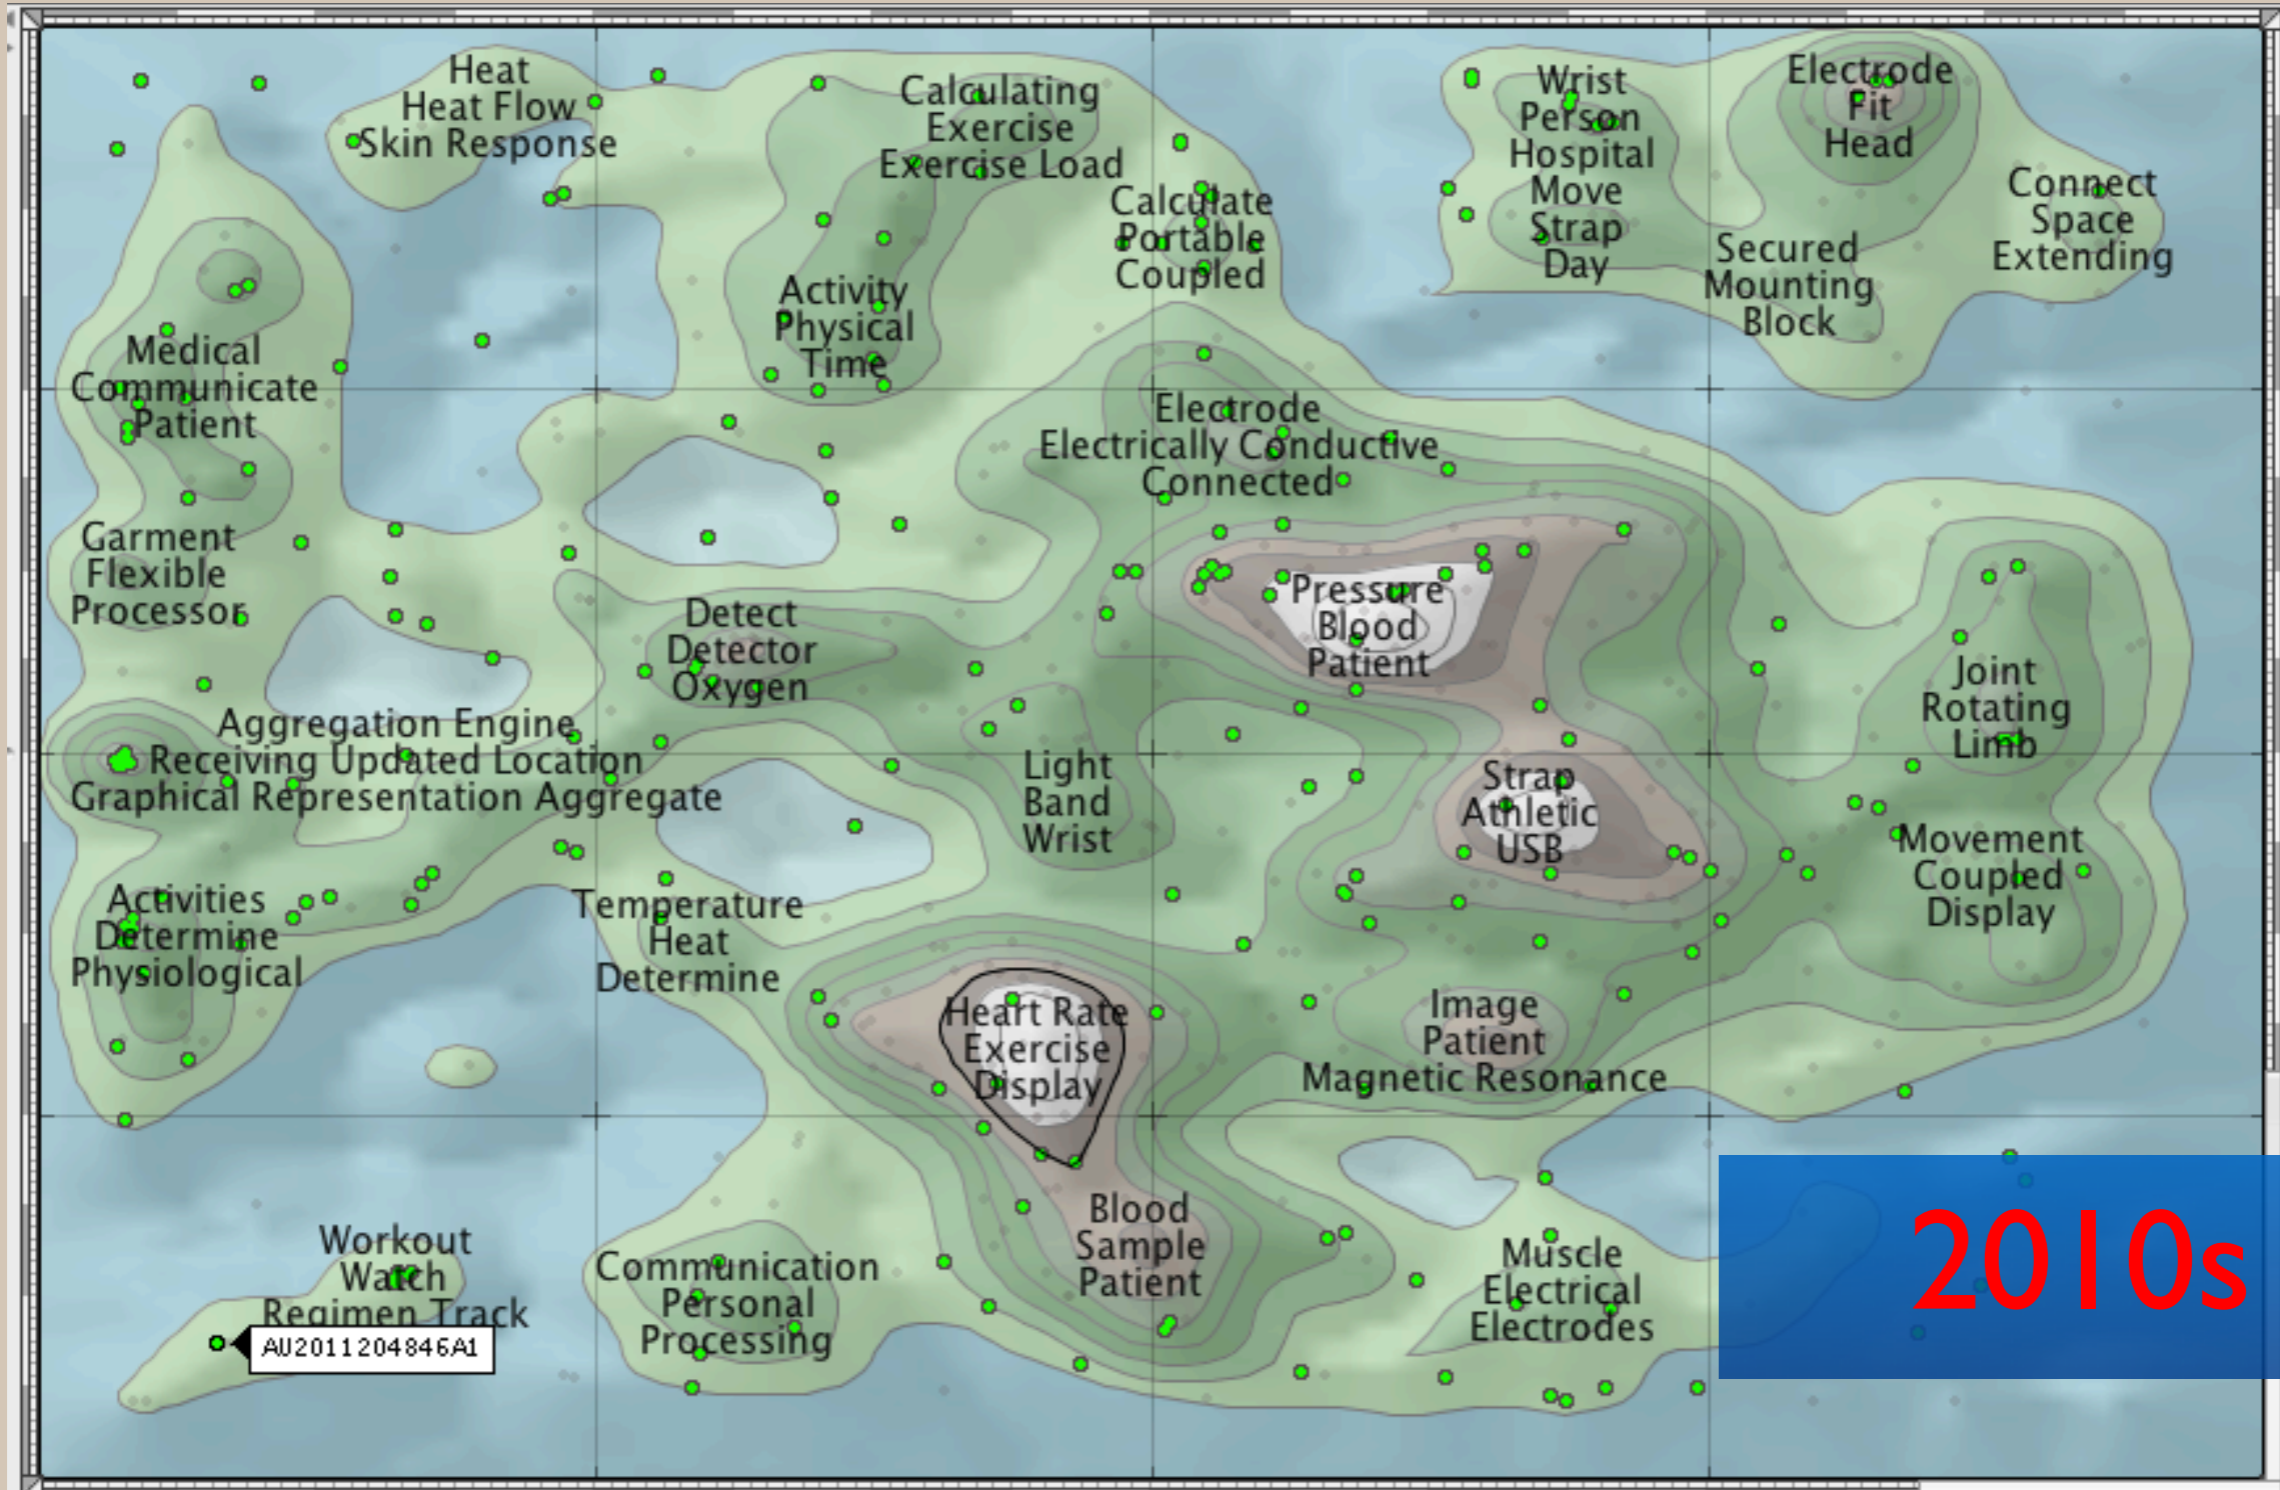 Heat
Heat Flow
Skin Response
Calculating
Exercise
Exercise Load
Calculate
Portable
Coupled
Wrist
Person
Hospital
Move
Strap
Day
Electrode
Fit
Head
Connect
Space
Extending
Secured
Mounting
Block
Medical
Communicate
Patient
Activity
Physical
Time
Electrode
Electrically Conductive
Connected
Garment
Flexible
Processor
Detect
Detector
Oxygen
Pressure
Blood
Patient
Joint
Rotating
Limb
Aggregation Engine
Receiving Updated Location
Graphical Representation Aggregate
Light
Band
Wrist
Strap
Athletic
USB
Movement
Coupled
Display
Activities
Determine
Physiological
Temperature
Heat
Determine
Heart Rate
Exercise
Display
Image
Patient
Magnetic Resonance
Workout
Watch
Regimen Track
AU2011204846A1
Communication
Personal
Processing
Blood
Sample
Patient
Muscle
Electrical
Electrodes
2010s